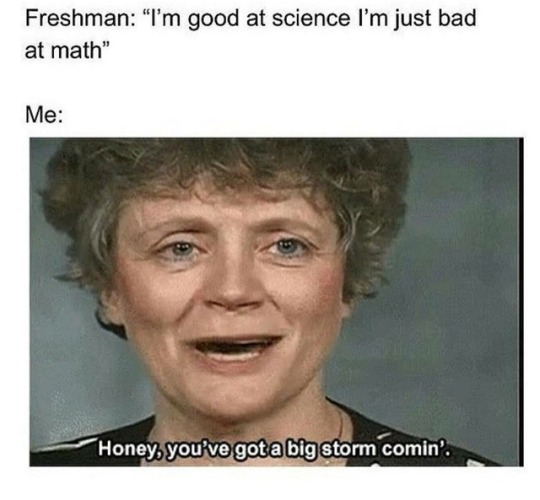 Freshman: “I’m good at science I’m just bad
at math”
Me:
Honey, you've got a big storm comin'.